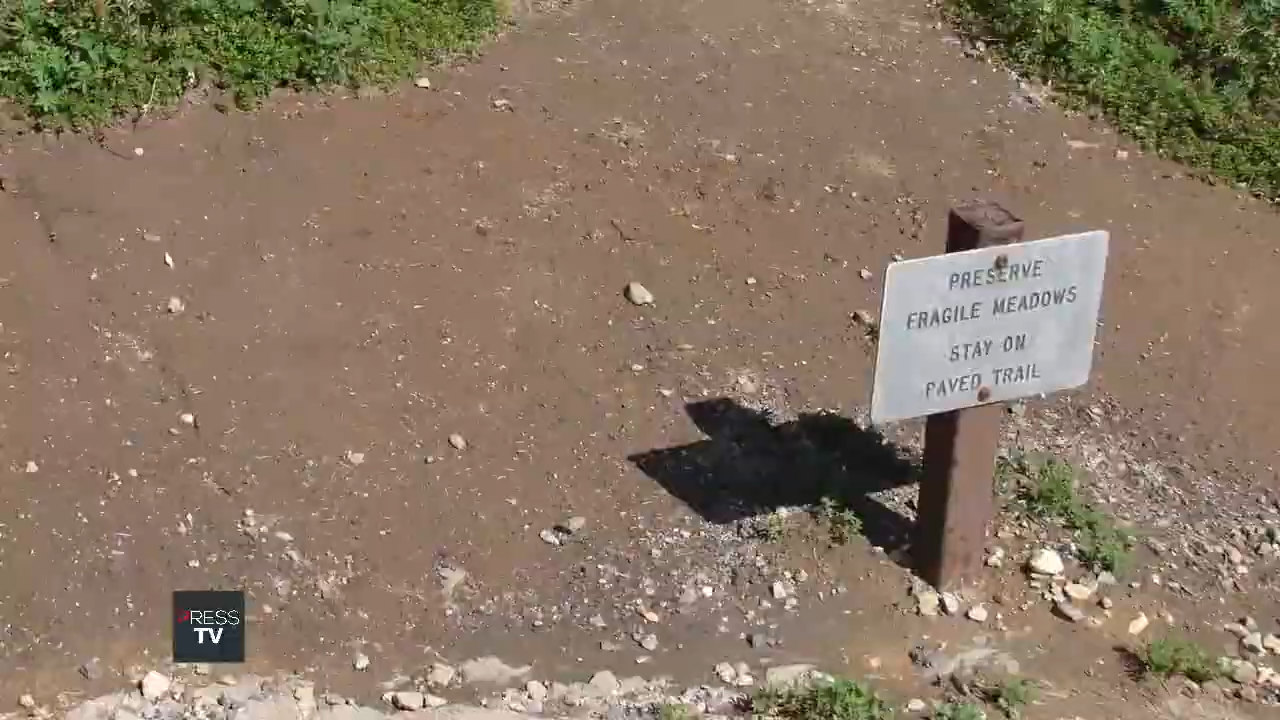 PRESERVE
FRAGILE MEADOWS
STAY ON
PAVED TRAIL
PRESS
TV